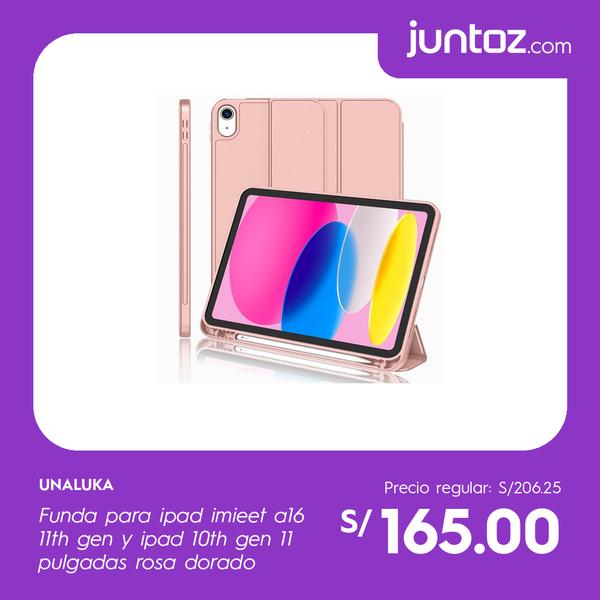 juntoz.com
UNALUKA
Funda para ipad imieet a16
11th gen y ipad 10th gen 11
pulgadas rosa dorado
Precio regular: S/206.25
S/165.00